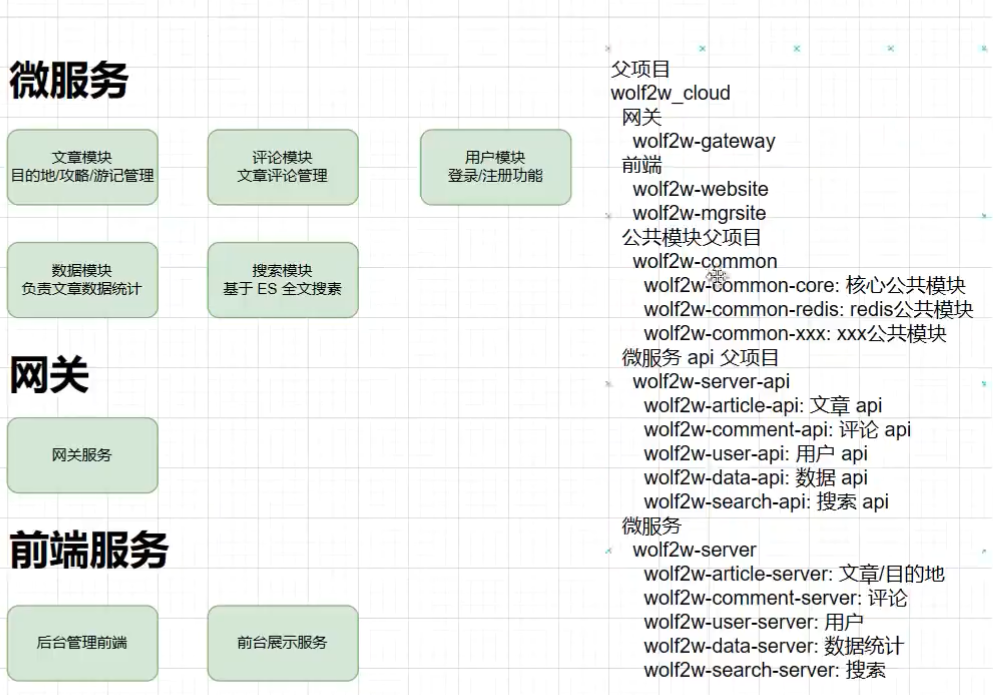 微服务
文章模块
目的地/攻略/游记管理
评论模块
文章评论管理
用户模块
登录/注册功能
数据模块
负责文章数据统计
搜索模块
基于 ES 全文搜素
网关
网关服务
前端服务
后台管理前端
前台展示服务
父项目
wolf2w_cloud
网关
wolf2w-gateway
前端
wolf2w-website
wolf2w-mgrsite
公共模块父项目
wolf2w-common
wolf2w-common-core: 核心公共模块
wolf2w-common-redis: redis公共模块
wolf2w-common-xxx: xxx公共模块
微服务 api 父项目
wolf2w-server-api
wolf2w-article-api: 文章 api
wolf2w-comment-api: 评论 api
wolf2w-user-api: 用户 api
wolf2w-data-api: 数据 api
wolf2w-search-api: 搜索 api
微服务
wolf2w-server
wolf2w-article-server: 文章/目的地
wolf2w-comment-server: 评论
wolf2w-user-server: 用户
wolf2w-data-server: 数据统计
wolf2w-search-server: 搜索